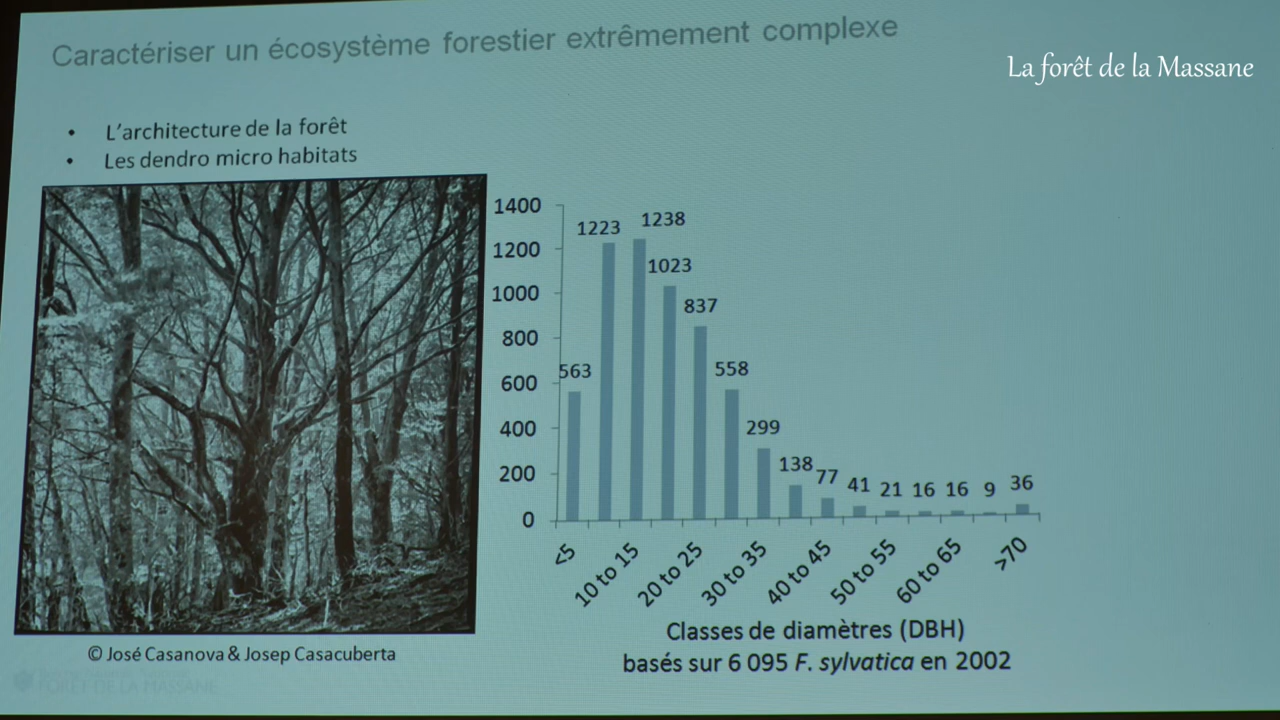 Caractériser un écosystème forestier extrêmement complexe
La forêt de la Massane
• L'architecture de la forêt
• Les dendro micro habitats
1400
1200
1000
800
600
400
200
0
563
1223
1238
1023
837
558
299
138
77
41
21
16
16
9
36
<5
10 to 15
20 to 25
30 to 35
40 to 45
50 to 55
60 to 65
>70
Classes de diamètres (DBH)
basés sur 6 095 F. sylvatica en 2002
© José Casanova & Josep Casacuberta
FORÊT DE LA MASSANE